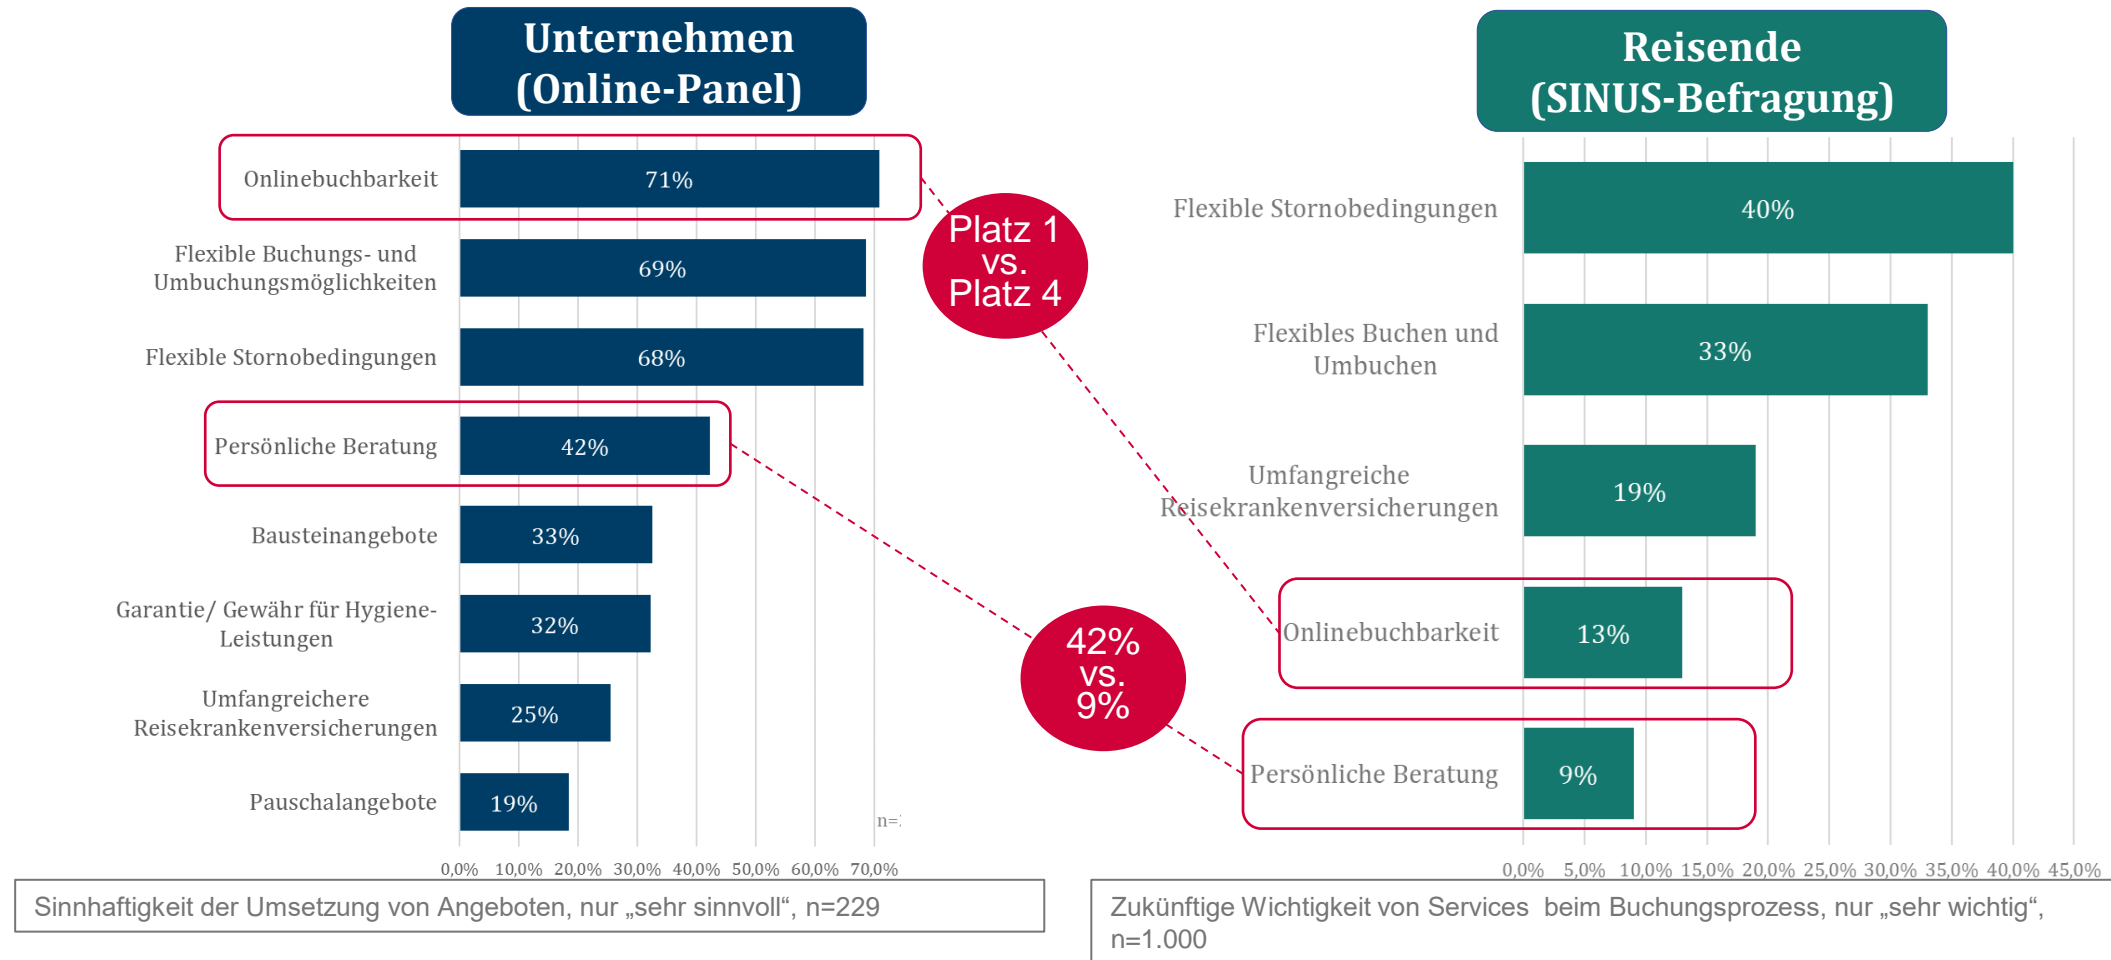 Unternehmen
(Online-Panel)
Onlinebuchbarkeit
71%
Flexible Buchungs- und
Umbuchungsmöglichkeiten
69%
Flexible Stornobedingungen
68%
Persönliche Beratung
42%
Bausteinangebote
33%
Garantie/ Gewähr für Hygiene-
Leistungen
32%
Umfangreichere
Reisekrankenversicherungen
25%
Pauschalangebote
19%
n=
0,0% 10,0% 20,0% 30,0% 40,0% 50,0% 60,0% 70,0%
Sinnhaftigkeit der Umsetzung von Angeboten, nur „sehr sinnvoll“, n=229
Platz 1
vs.
Platz 4
42%
vs.
9%
Reisende
(SINUS-Befragung)
Flexible Stornobedingungen
40%
Flexibles Buchen und
Umbuchen
33%
Umfangreiche
Reisekrankenversicherungen
19%
Onlinebuchbarkeit
13%
Persönliche Beratung
9%
0,0% 5,0% 10,0% 15,0% 20,0% 25,0% 30,0% 35,0% 40,0% 45,0%
Zukünftige Wichtigkeit von Services beim Buchungsprozess, nur „sehr wichtig“,
n=1.000